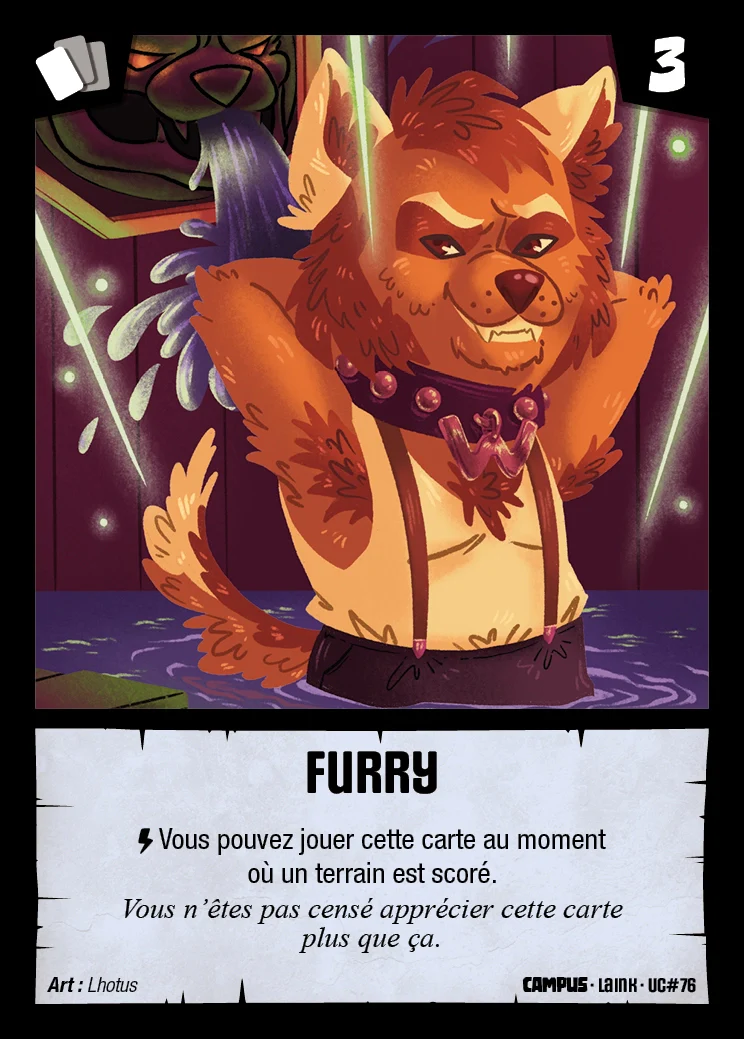 3
FURRY
Vous pouvez jouer cette carte au moment
où un terrain est scoré.
Vous n'êtes pas censé apprécier cette carte
plus que ça.
Art : Lhotus
CAMPUS · LAINK · UC#76